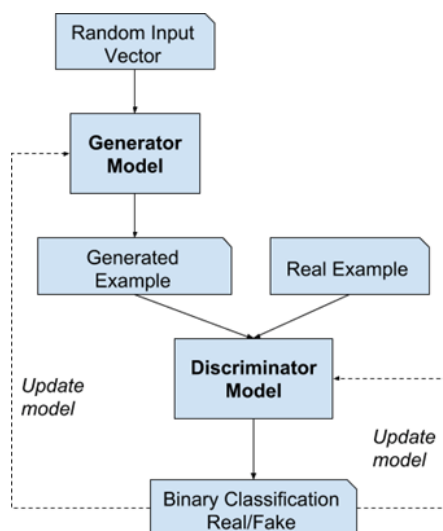 Random Input
Vector
Generator
Model
Generated
Example
Real Example
Discriminator
Model
Update
model
Update
model
Binary Classification
Real/Fake